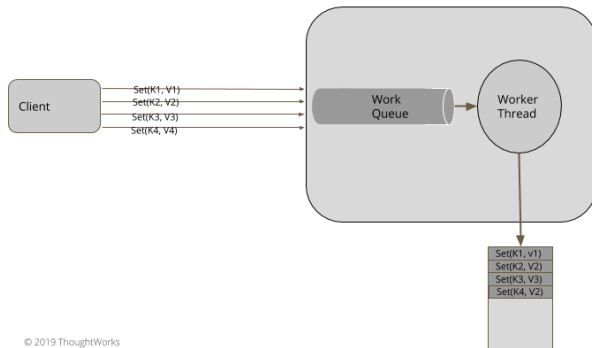 Client
Set(K1, V1)
Set(K2, V2)
Set(K3, V3)
Set(K4, V4)
Work
Queue
Worker
Thread
Set(K1, v1)
Set(K2, V2)
Set(K3, V3)
Set(K4, V2)
© 2019 ThoughtWorks